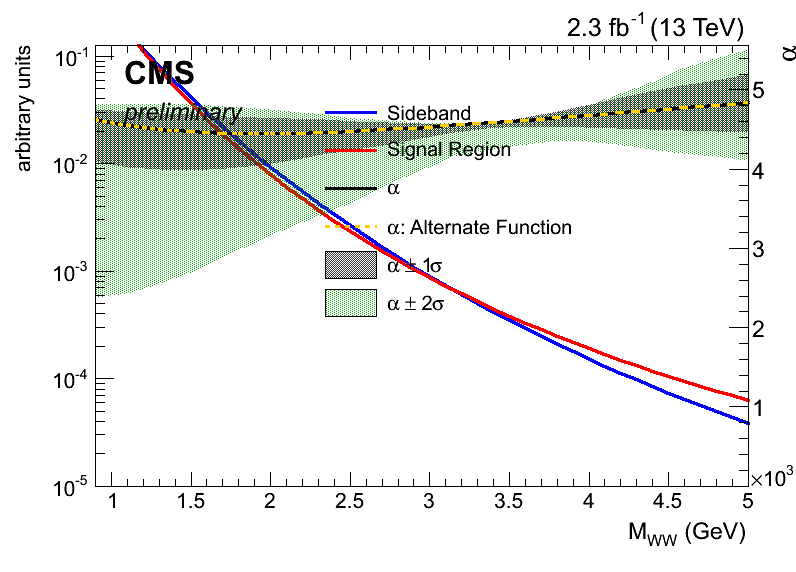 2.3 fb⁻¹ (13 TeV)
CMS
preliminary
arbitrary units
α
Sideband
Signal Region
α
α: Alternate Function
α ± 1σ
α ± 2σ
10⁻¹
10⁻²
10⁻³
10⁻⁴
10⁻⁵
5
4
3
2
1
×10³
1 1.5 2 2.5 3 3.5 4 4.5 5
M_WW (GeV)